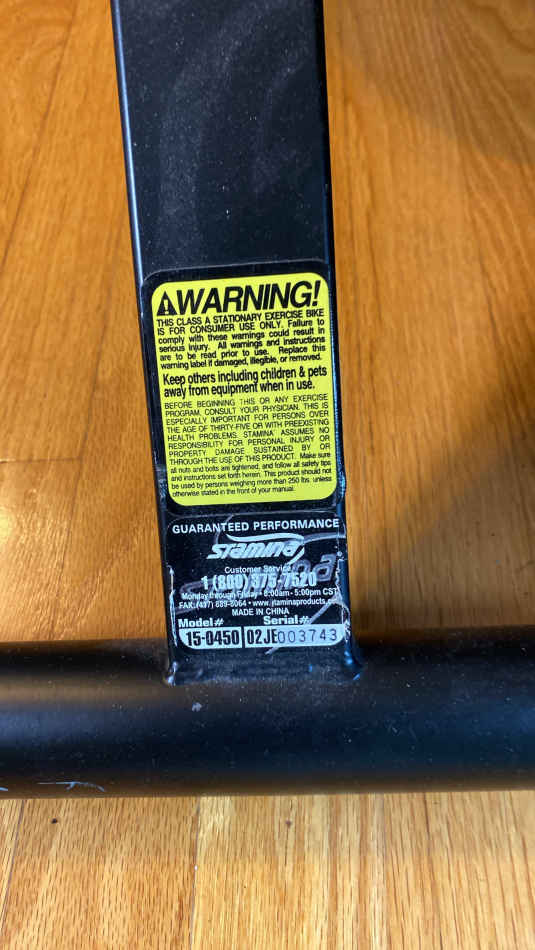 WARNING!
THIS CLASS A STATIONARY EXERCISE BIKE
IS FOR CONSUMER USE ONLY. Failure to
comply with these warnings could result in
serious injury. All warnings and instructions
are to be read prior to use. Replace this
warning label if damaged, illegible, or removed.
Keep others including children & pets
away from equipment when in use.
BEFORE BEGINNING THIS OR ANY EXERCISE
PROGRAM, CONSULT YOUR PHYSICIAN. THIS IS
ESPECIALLY IMPORTANT FOR PERSONS OVER
THE AGE OF THIRTY-FIVE OR WITH PREEXISTING
HEALTH PROBLEMS. STAMINA ASSUMES NO
RESPONSIBILITY FOR PERSONAL INJURY OR
PROPERTY DAMAGE SUSTAINED BY OR
THROUGH THE USE OF THIS PRODUCT. Make sure
all nuts and bolts are tightened, and follow all safety tips
and instructions set forth herein. This product should not
be used by persons weighing more than 250 lbs. unless
otherwise stated in the front of your manual.
GUARANTEED PERFORMANCE
STAMINA
Customer Service
1 (800) 375-7520
Monday through Friday • 8:00am - 5:00pm CST
FAX: (417) 889-8064 • www.staminaproducts.com
MADE IN CHINA
Model# Serial#
15-0450 02JE003743